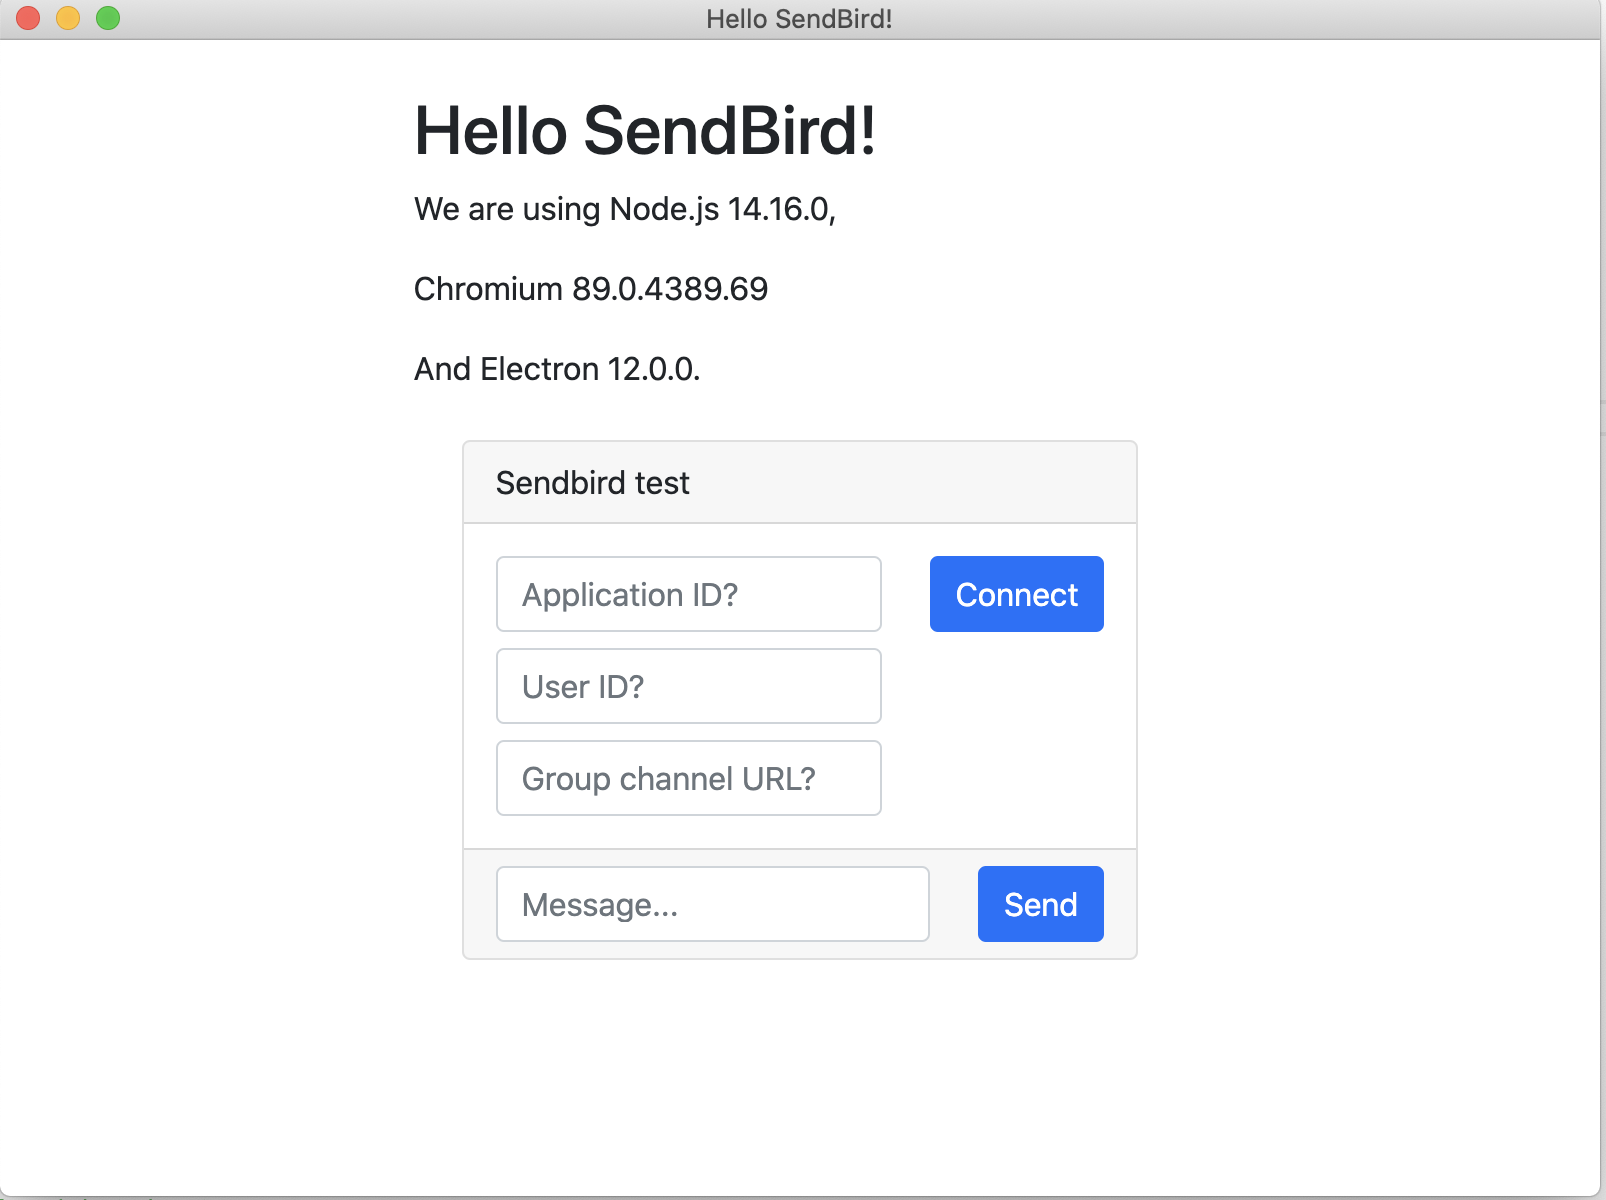 Hello SendBird!
Hello SendBird!
We are using Node.js 14.16.0,
Chromium 89.0.4389.69
And Electron 12.0.0.
Sendbird test
Application ID?
Connect
User ID?
Group channel URL?
Message...
Send